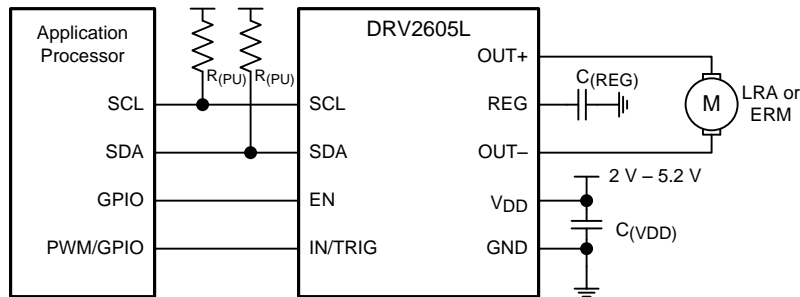 Application
Processor
SCL
SDA
GPIO
PWM/GPIO
R(PU)
R(PU)
DRV2605L
SCL
SDA
EN
IN/TRIG
OUT+
REG
OUT–
VDD
GND
C(REG)
M
LRA or
ERM
2 V – 5.2 V
C(VDD)